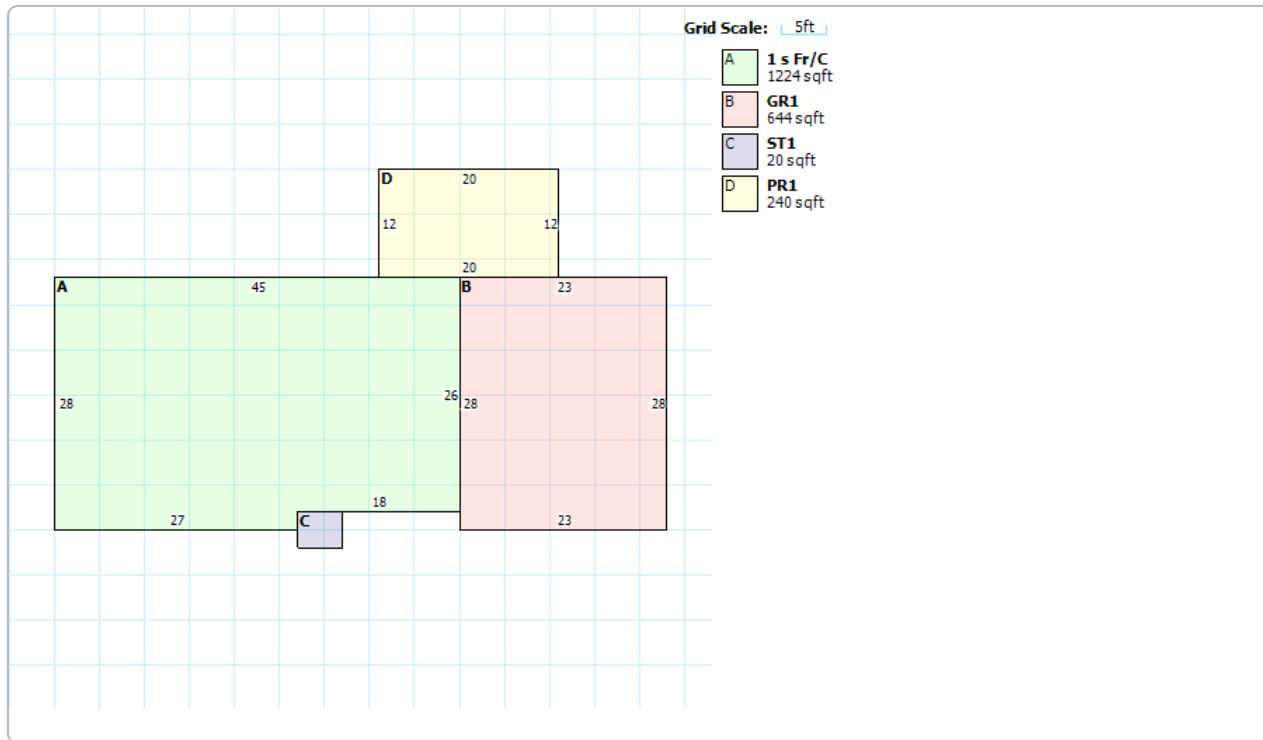 Grid Scale: 5ft
A 1 s Fr/C
1224 sqft
B GR1
644 sqft
C ST1
20 sqft
D PR1
240 sqft
D 20
12 12
20
A 45 B 23
26
28 28 28
18
27 C 23